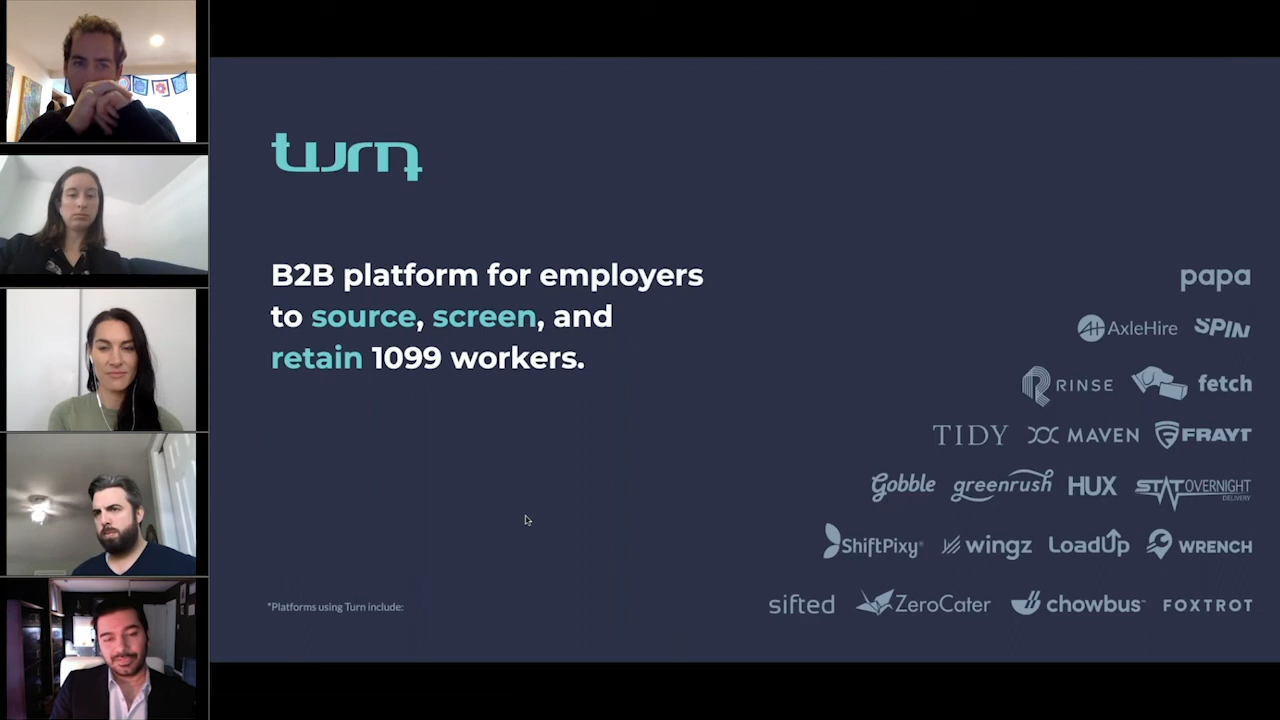 turn
B2B platform for employers
to source, screen, and
retain 1099 workers.
papa
AxleHire SPIN
RINSE fetch
TIDY MAVEN FRAYT
Gobble greenrush HUX STAT OVERNIGHT
DELIVERY
ShiftPixy® wingz LoadUp WRENCH
sifted ZeroCater chowbus™ FOXTROT
*Platforms using Turn include: